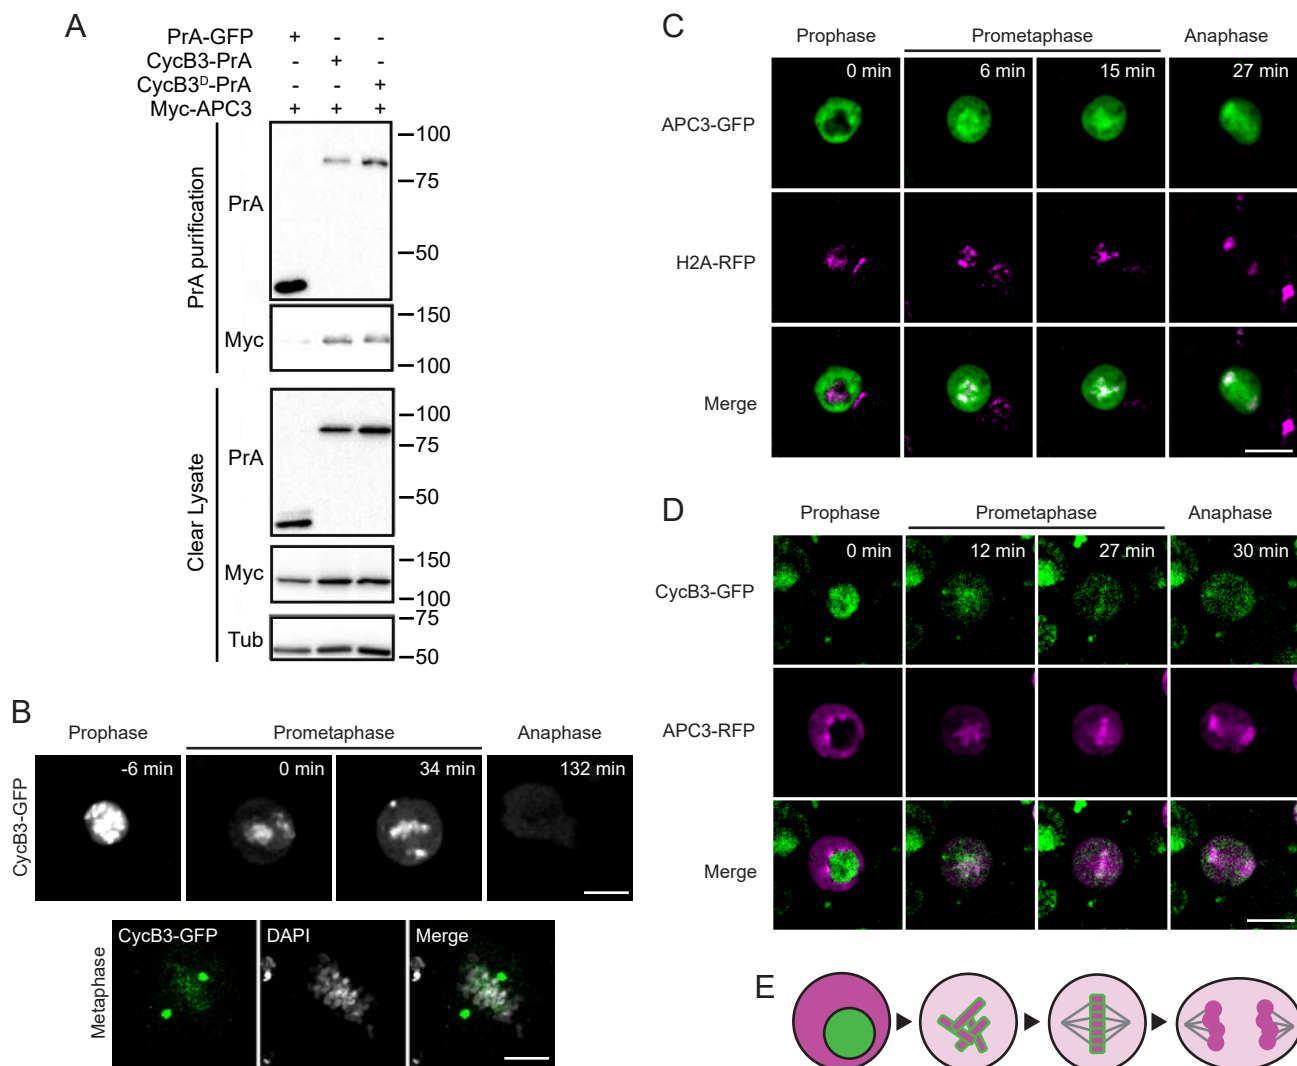 A
PrA-GFP + - -
CycB3-PrA - + -
CycB3ᴰ-PrA - - +
Myc-APC3 + + +
PrA purification
PrA
100
75
50
Myc
150
100
Clear Lysate
PrA
100
75
50
Myc
150
100
Tub
75
50
B
Prophase Prometaphase Anaphase
CycB3-GFP
-6 min 0 min 34 min 132 min
Metaphase
CycB3-GFP DAPI Merge
C
Prophase Prometaphase Anaphase
0 min 6 min 15 min 27 min
APC3-GFP
H2A-RFP
Merge
D
Prophase Prometaphase Anaphase
0 min 12 min 27 min 30 min
CycB3-GFP
APC3-RFP
Merge
E